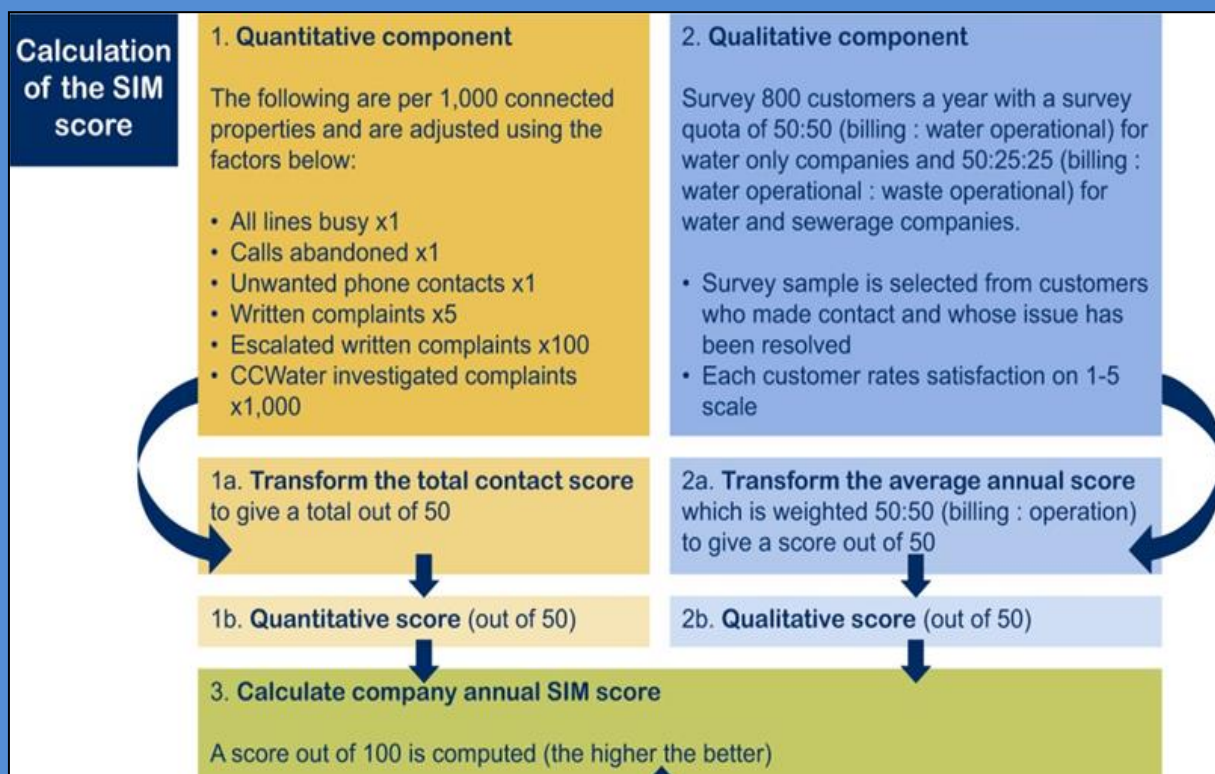 Calculation
of the SIM
score
1. Quantitative component
The following are per 1,000 connected
properties and are adjusted using the
factors below:
• All lines busy x1
• Calls abandoned x1
• Unwanted phone contacts x1
• Written complaints x5
• Escalated written complaints x100
• CCWater investigated complaints
x1,000
2. Qualitative component
Survey 800 customers a year with a survey
quota of 50:50 (billing : water operational) for
water only companies and 50:25:25 (billing :
water operational : waste operational) for
water and sewerage companies.
• Survey sample is selected from customers
who made contact and whose issue has
been resolved
• Each customer rates satisfaction on 1-5
scale
1a. Transform the total contact score
to give a total out of 50
2a. Transform the average annual score
which is weighted 50:50 (billing : operation)
to give a score out of 50
1b. Quantitative score (out of 50)
2b. Qualitative score (out of 50)
3. Calculate company annual SIM score
A score out of 100 is computed (the higher the better)